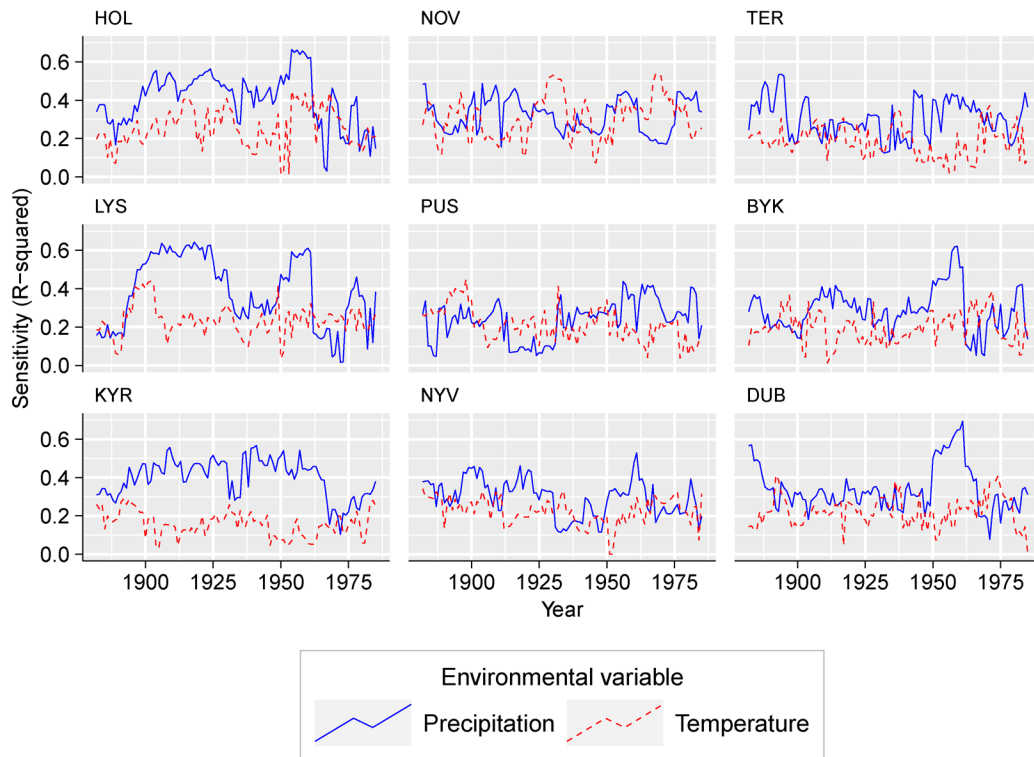 HOL NOV TER
0.6
0.4
0.2
0.0
LYS PUS BYK
0.6
0.4
0.2
0.0
Sensitivity (R−squared)
KYR NYV DUB
0.6
0.4
0.2
0.0
1900 1925 1950 1975 1900 1925 1950 1975 1900 1925 1950 1975
Year
Environmental variable
Precipitation Temperature